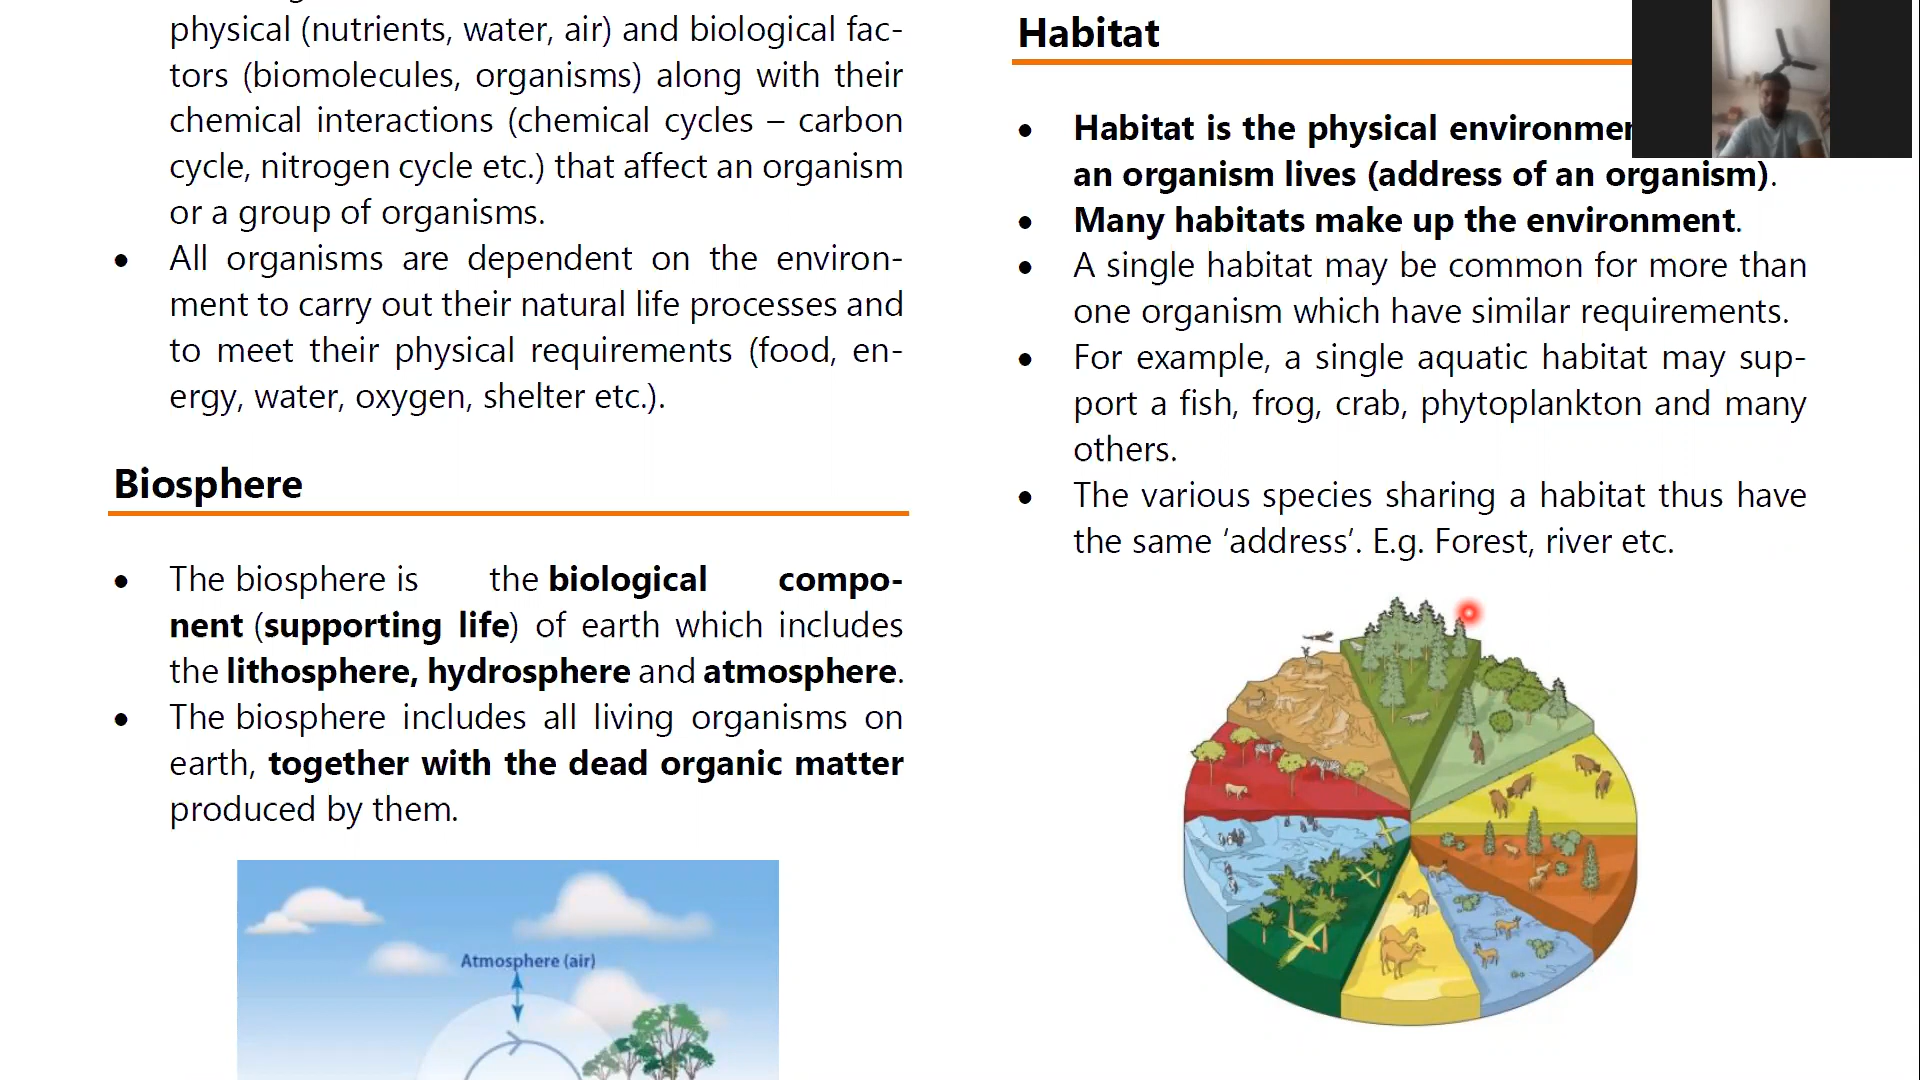 physical (nutrients, water, air) and biological fac-
tors (biomolecules, organisms) along with their
chemical interactions (chemical cycles – carbon
cycle, nitrogen cycle etc.) that affect an organism
or a group of organisms.
● All organisms are dependent on the environ-
ment to carry out their natural life processes and
to meet their physical requirements (food, en-
ergy, water, oxygen, shelter etc.).
Biosphere
● The biosphere is the biological compo-
nent (supporting life) of earth which includes
the lithosphere, hydrosphere and atmosphere.
● The biosphere includes all living organisms on
earth, together with the dead organic matter
produced by them.
Atmosphere (air)
Habitat
● Habitat is the physical
an organism lives (address of an organism).
● Many habitats make up the environment.
● A single habitat may be common for more than
one organism which have similar requirements.
● For example, a single aquatic habitat may sup-
port a fish, frog, crab, phytoplankton and many
others.
● The various species sharing a habitat thus have
the same ‘address’. E.g. Forest, river etc.